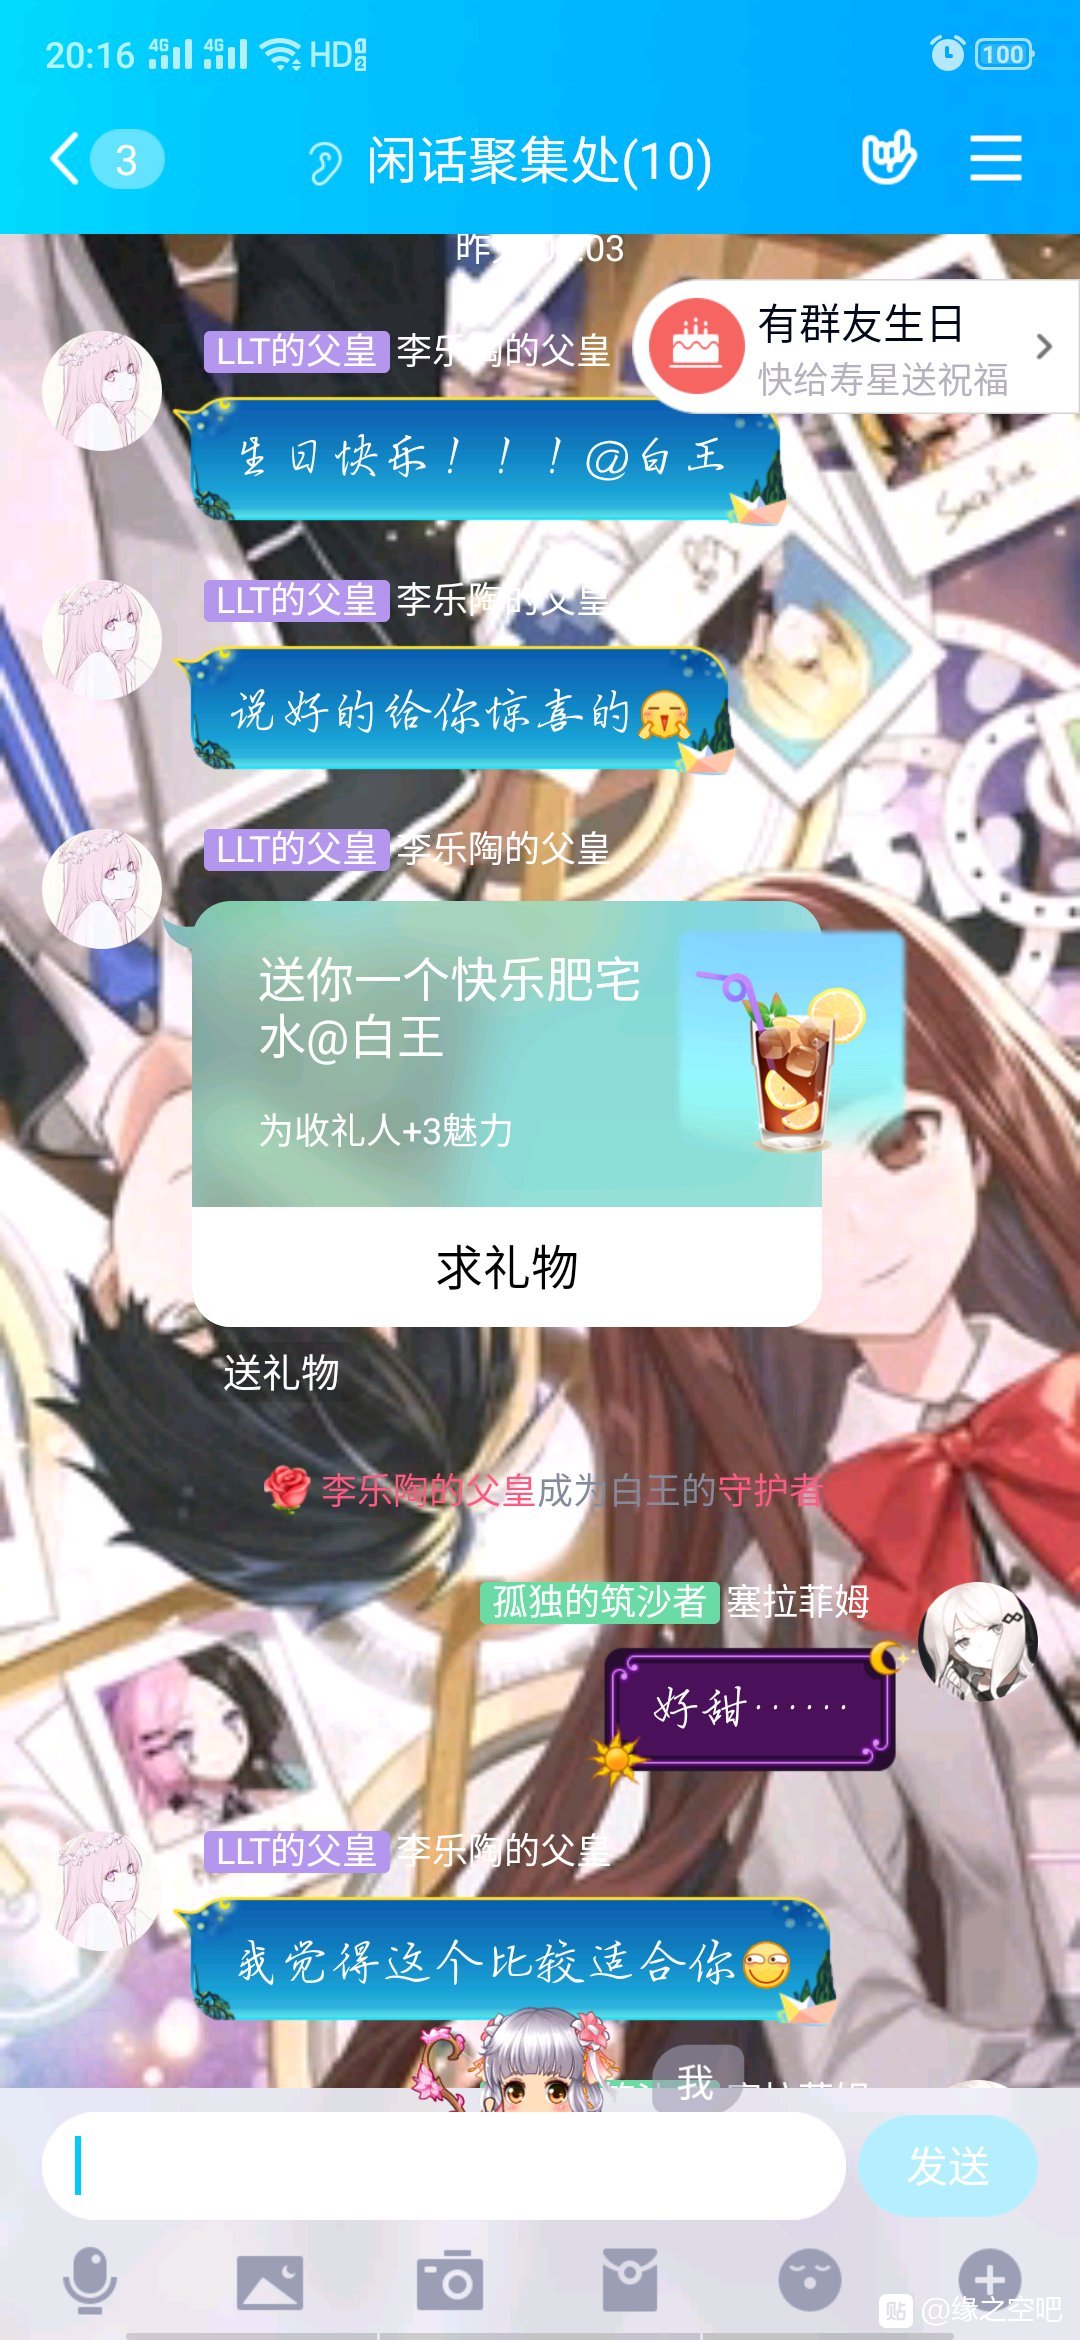 20:16 4G 4G HD 1 2 100
3 闲话聚集处(10)
有群友生日
快给寿星送祝福
LLT的父皇 李乐陶的父皇
生日快乐！！！@白王
LLT的父皇 李乐陶的父皇
说好的给你惊喜的
LLT的父皇 李乐陶的父皇
送你一个快乐肥宅
水@白王
为收礼人+3魅力
求礼物
送礼物
李乐陶的父皇成为白王的守护者
孤独的筑沙者 塞拉菲姆
好甜……
LLT的父皇 李乐陶的父皇
我觉得这个比较适合你
我
发送
贴 @缘之空吧